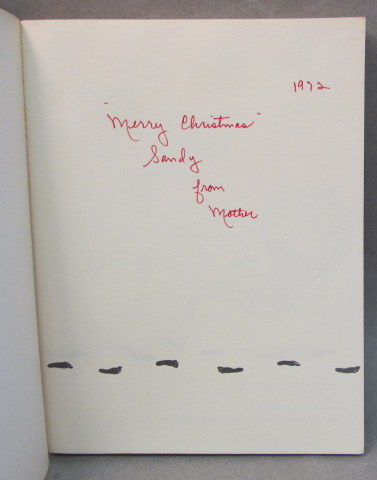 1972
"Merry Christmas"
Sandy
from
Mother